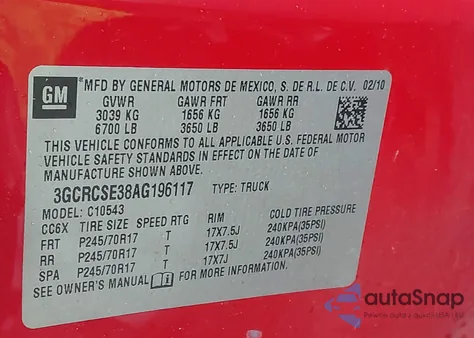 GM
MFD BY GENERAL MOTORS DE MEXICO, S. DE R.L. DE C.V. 02/10
GVWR GAWR FRT GAWR RR
3039 KG 1656 KG 1656 KG
6700 LB 3650 LB 3650 LB
THIS VEHICLE CONFORMS TO ALL APPLICABLE U.S. FEDERAL MOTOR
VEHICLE SAFETY STANDARDS IN EFFECT ON THE DATE OF
MANUFACTURE SHOWN ABOVE.
3GCRCSE38AG196117 TYPE: TRUCK
MODEL: C10543
CC6X TIRE SIZE SPEED RTG RIM COLD TIRE PRESSURE
FRT P245/70R17 T 17X7.5J 240KPA(35PSI)
RR P245/70R17 T 17X7.5J 240KPA(35PSI)
SPA P245/70R17 T 17X7J 240KPA(35PSI)
SEE OWNER'S MANUAL FOR MORE INFORMATION.
autoSnap